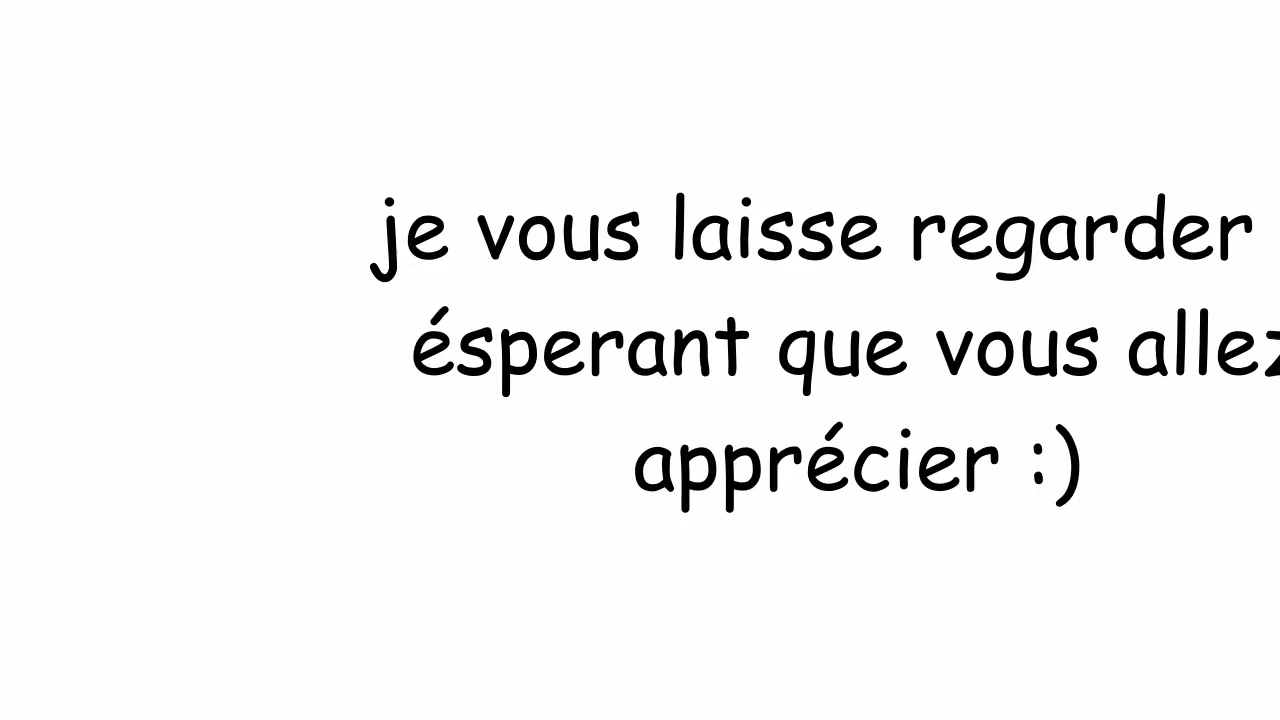 je vous laisse regarder
ésperant que vous allez
apprécier :)